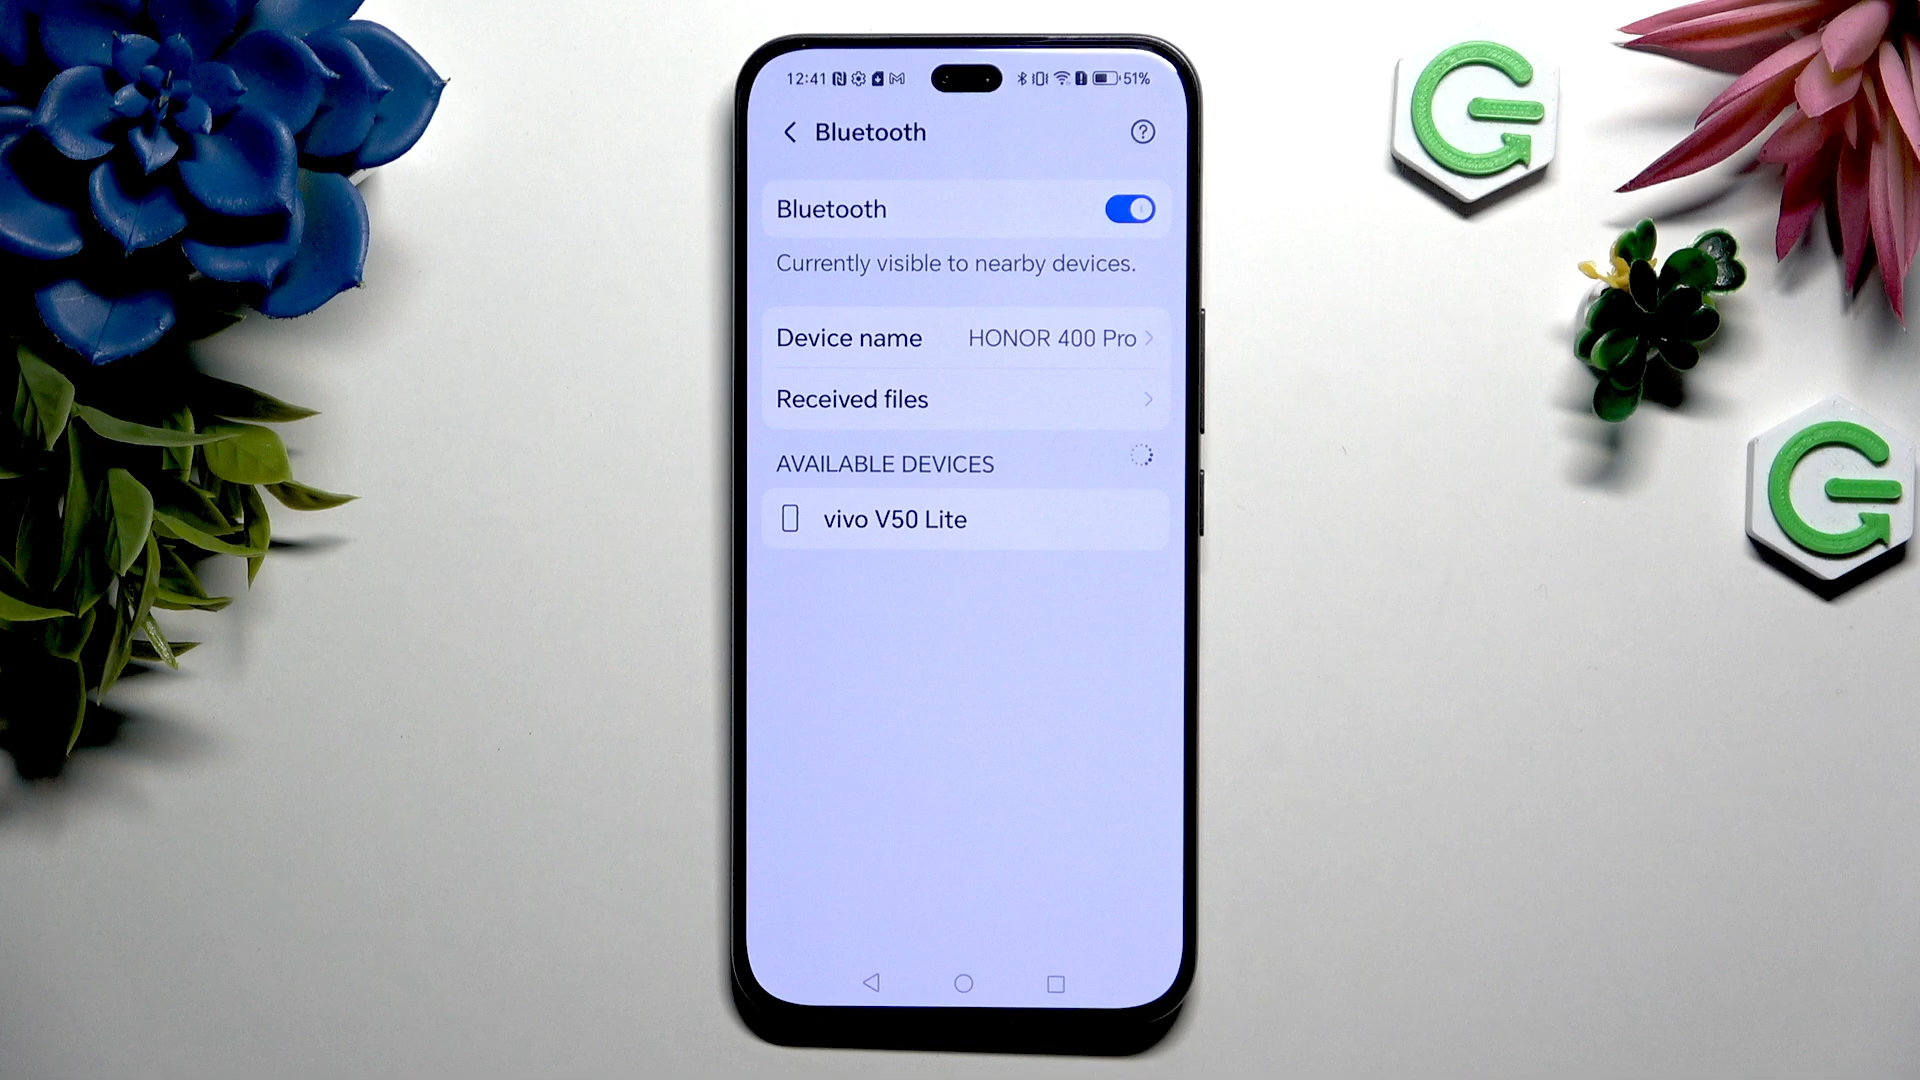 12:41 51%
Bluetooth
Bluetooth
Currently visible to nearby devices.
Device name HONOR 400 Pro
Received files
AVAILABLE DEVICES
vivo V50 Lite